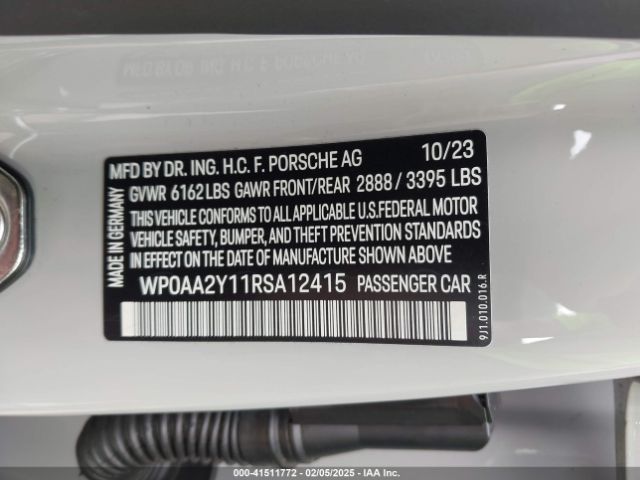 MFD BY DR. ING. H.C. F. PORSCHE AG 10/23
GVWR 6162 LBS GAWR FRONT/REAR 2888 / 3395 LBS
THIS VEHICLE CONFORMS TO ALL APPLICABLE U.S.FEDERAL MOTOR
VEHICLE SAFETY, BUMPER, AND THEFT PREVENTION STANDARDS
IN EFFECT ON THE DATE OF MANUFACTURE SHOWN ABOVE
WP0AA2Y11RSA12415 PASSENGER CAR
MADE IN GERMANY
9J1.010.016.R
000-41511772 - 02/05/2025 - IAA Inc.